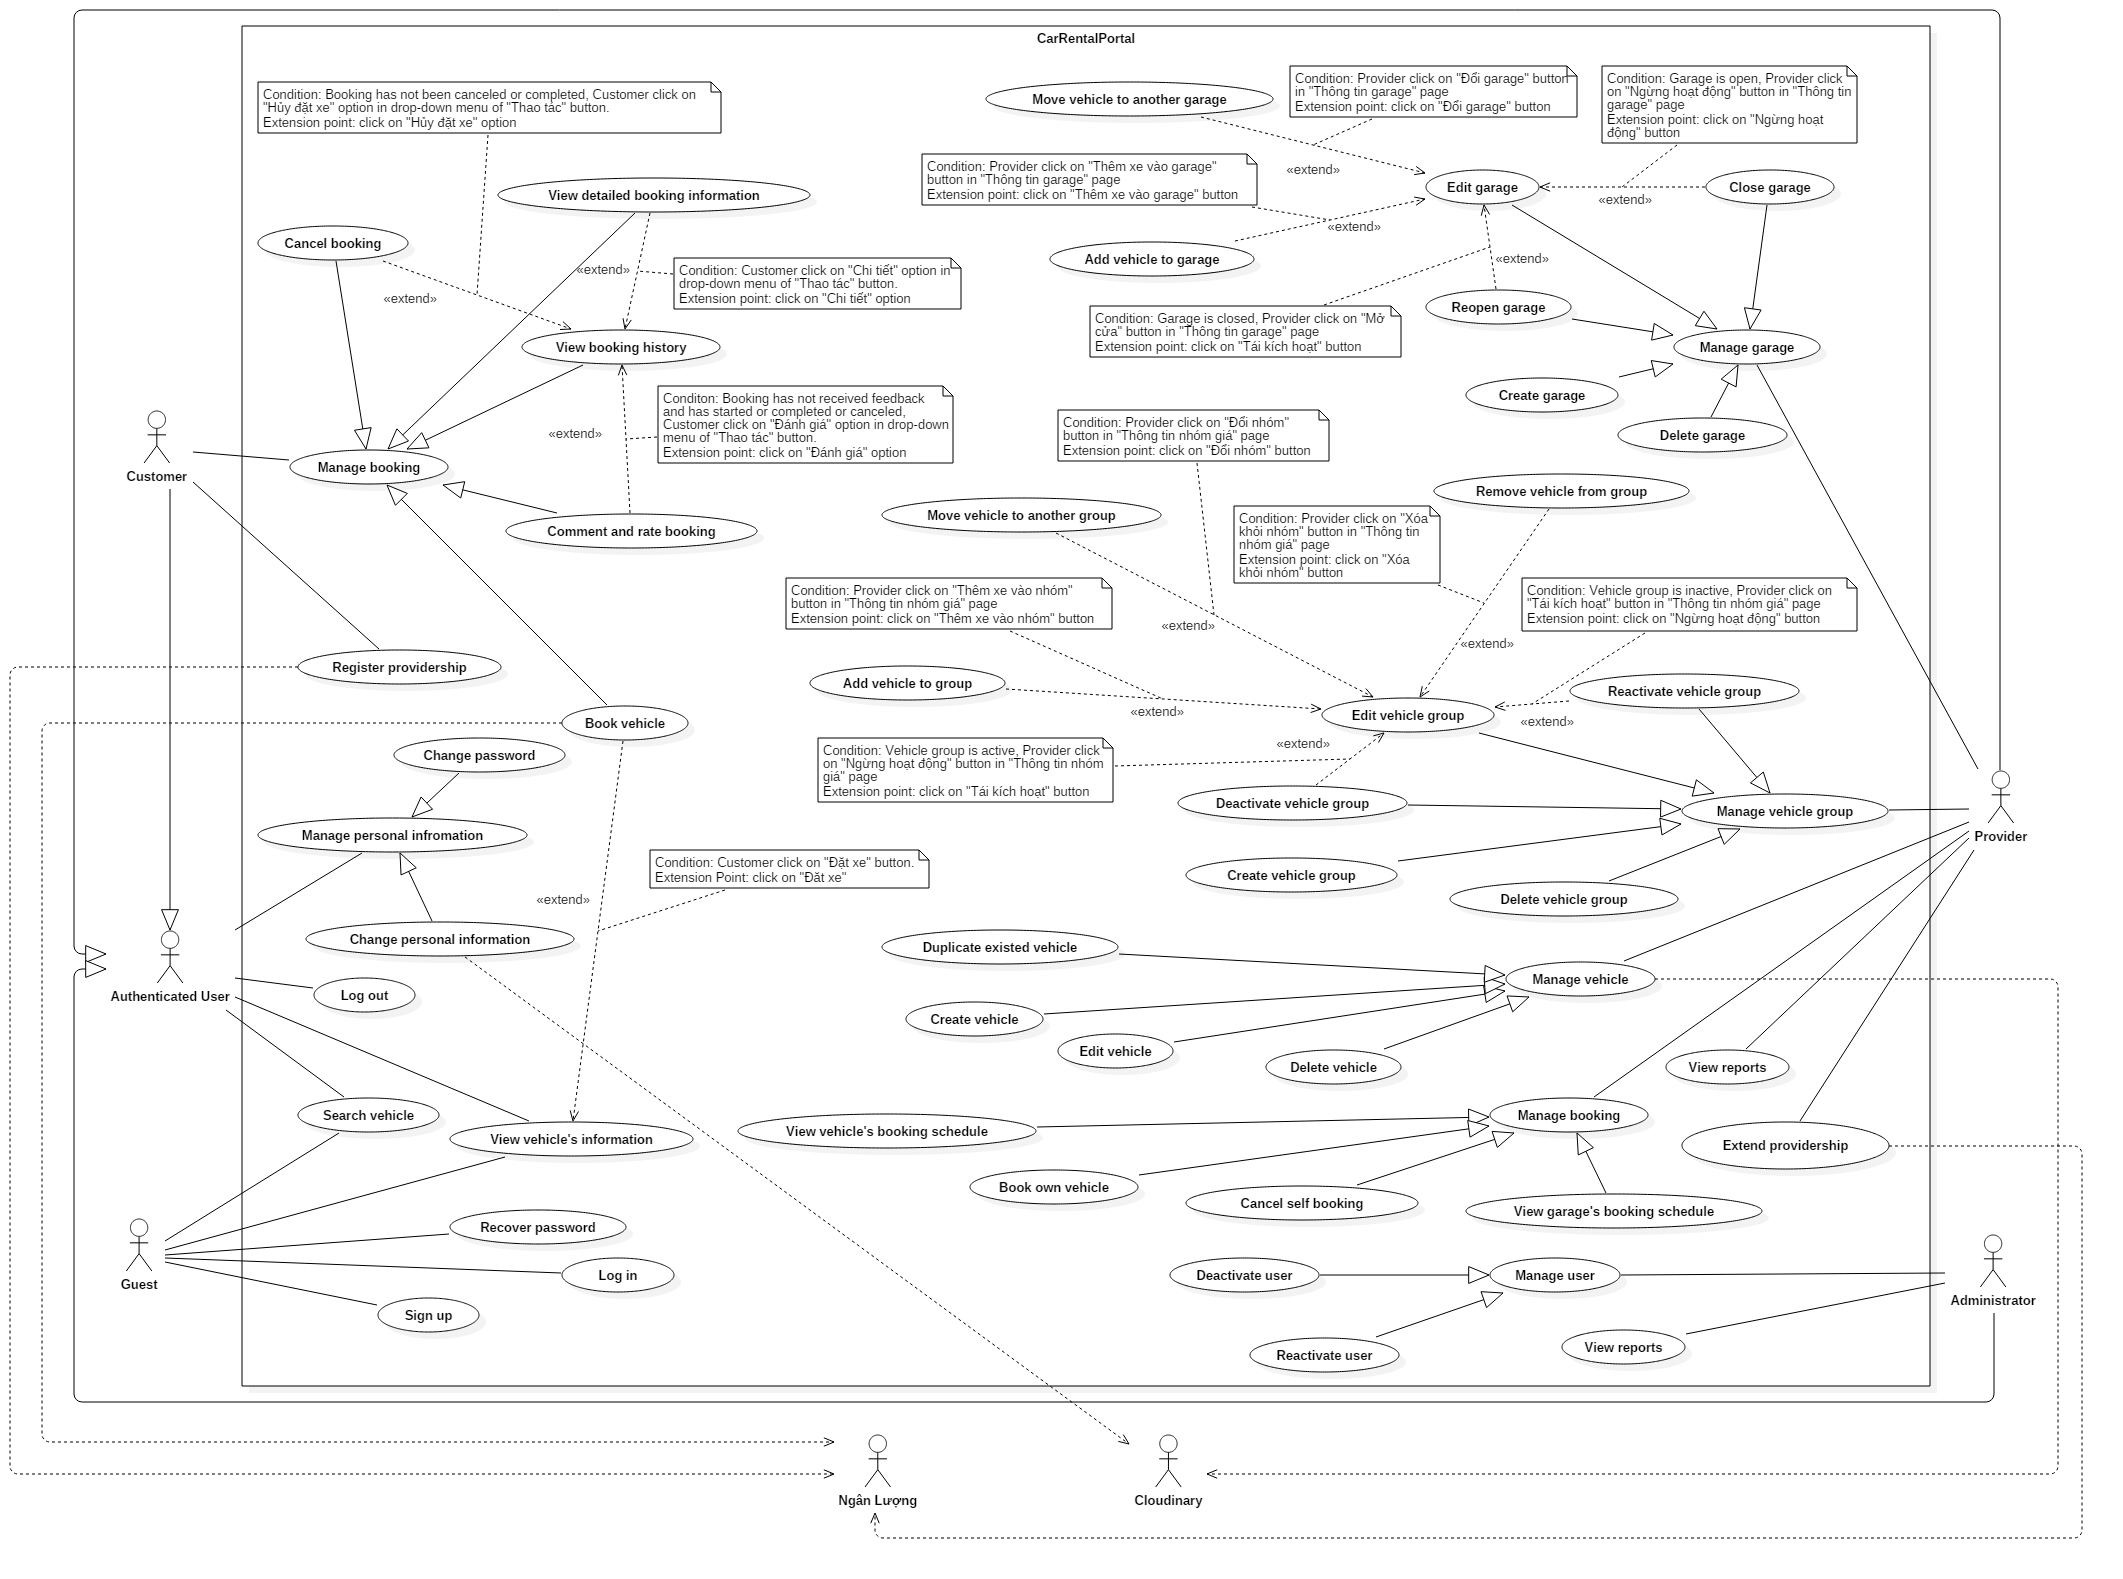 CarRentalPortal
Condition: Booking has not been canceled or completed, Customer click on
"Hủy đặt xe" option in drop-down menu of "Thao tác" button.
Extension point: click on "Hủy đặt xe" option
Move vehicle to another garage
Condition: Provider click on "Đổi garage" button
in "Thông tin garage" page
Extension point: click on "Đổi garage" button
Condition: Garage is open, Provider click
on "Ngừng hoạt động" button in "Thông tin
garage" page
Extension point: click on "Ngừng hoạt
động" button
Condition: Provider click on "Thêm xe vào garage"
button in "Thông tin garage" page
Extension point: click on "Thêm xe vào garage" button
«extend»
Edit garage
Close garage
«extend»
View detailed booking information
«extend»
Cancel booking
Add vehicle to garage
«extend»
«extend»
Condition: Customer click on "Chi tiết" option in
drop-down menu of "Thao tác" button.
Extension point: click on "Chi tiết" option
«extend»
Reopen garage
Condition: Garage is closed, Provider click on "Mở
cửa" button in "Thông tin garage" page
Extension point: click on "Tái kích hoạt" button
View booking history
Manage garage
Create garage
Conditon: Booking has not received feedback
and has started or completed or canceled,
Customer click on "Đánh giá" option in drop-down
menu of "Thao tác" button.
Extension point: click on "Đánh giá" option
«extend»
Condition: Provider click on "Đổi nhóm"
button in "Thông tin nhóm giá" page
Extension point: click on "Đổi nhóm" button
Delete garage
Customer
Manage booking
Remove vehicle from group
Move vehicle to another group
Condition: Provider click on "Xóa
khỏi nhóm" button in "Thông tin
nhóm giá" page
Extension point: click on "Xóa
khỏi nhóm" button
Comment and rate booking
Condition: Provider click on "Thêm xe vào nhóm"
button in "Thông tin nhóm giá" page
Extension point: click on "Thêm xe vào nhóm" button
Condition: Vehicle group is inactive, Provider click on
"Tái kích hoạt" button in "Thông tin nhóm giá" page
Extension point: click on "Ngừng hoạt động" button
«extend»
«extend»
Register providership
Add vehicle to group
Reactivate vehicle group
«extend»
Edit vehicle group
«extend»
Book vehicle
Change password
Condition: Vehicle group is active, Provider click
on "Ngừng hoạt động" button in "Thông tin nhóm
giá" page
Extension point: click on "Tái kích hoạt" button
«extend»
Deactivate vehicle group
Manage vehicle group
Provider
Manage personal infromation
Condition: Customer click on "Đặt xe" button.
Extension Point: click on "Đăt xe"
Create vehicle group
Delete vehicle group
«extend»
Change personal information
Duplicate existed vehicle
Manage vehicle
Authenticated User
Log out
Create vehicle
Edit vehicle
Delete vehicle
View reports
Search vehicle
View vehicle's information
View vehicle's booking schedule
Manage booking
Extend providership
Book own vehicle
Cancel self booking
View garage's booking schedule
Recover password
Guest
Log in
Deactivate user
Manage user
Administrator
Sign up
Reactivate user
View reports
Ngân Lượng
Cloudinary